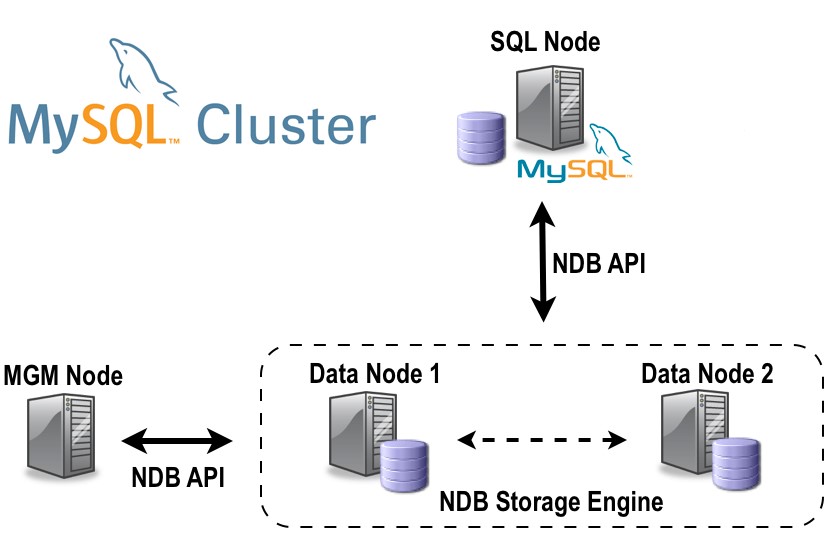 SQL Node
MySQL™ Cluster
MySQL™
NDB API
MGM Node
Data Node 1
Data Node 2
NDB API
NDB Storage Engine